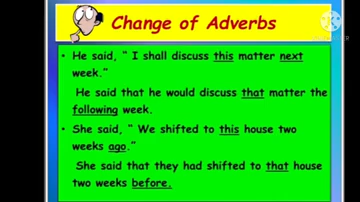 Change of Adverbs
• He said, “ I shall discuss this matter next
week.”
He said that he would discuss that matter the
following week.
• She said, “ We shifted to this house two
weeks ago.”
She said that they had shifted to that house
two weeks before.